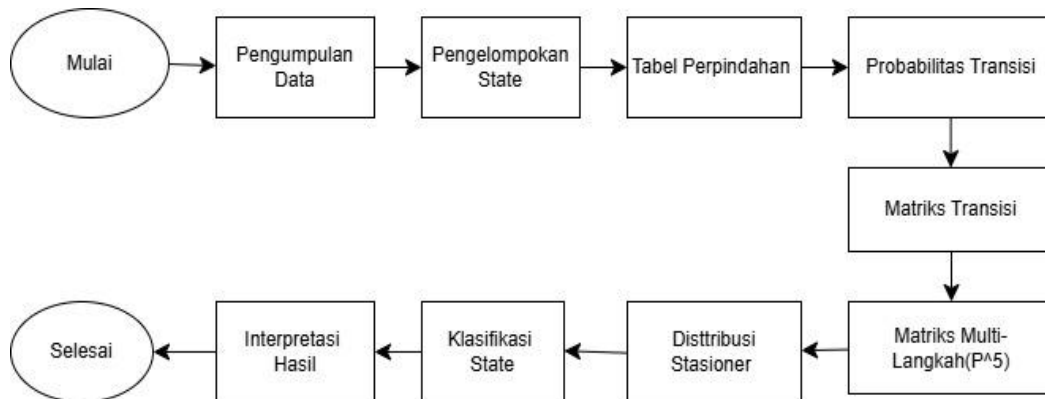 Mulai
Pengumpulan
Data
Pengelompokan
State
Tabel Perpindahan
Probabilitas Transisi
Matriks Transisi
Matriks Multi-
Langkah(P^5)
Disttribusi
Stasioner
Klasifikasi
State
Interpretasi
Hasil
Selesai